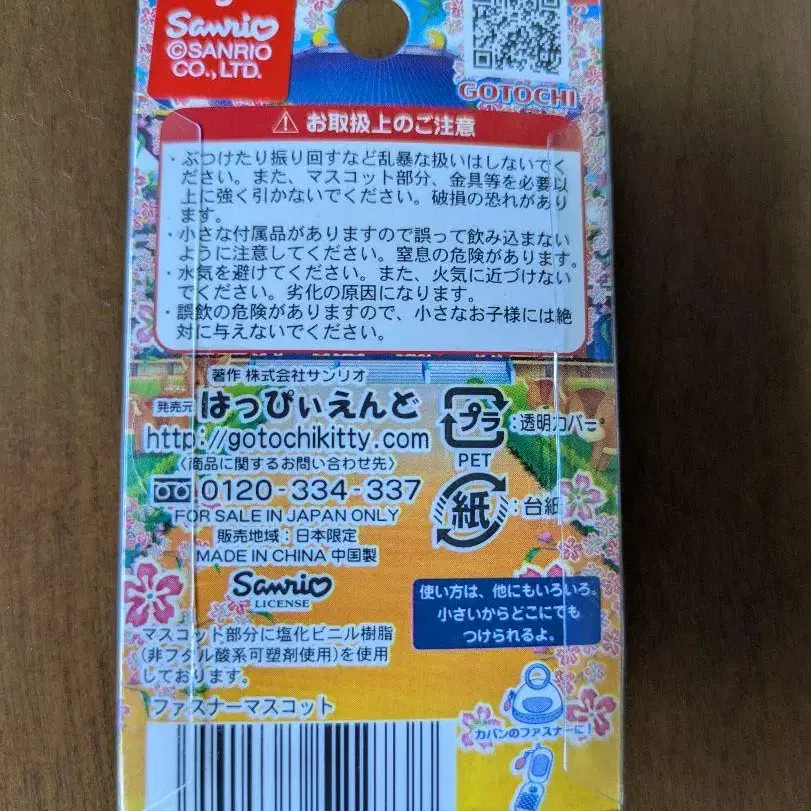 Sanrio
©SANRIO
CO.,LTD.
GOTOCHI
お取扱上のご注意
・ぶつけたり振り回すなど乱暴な扱いはしないでく
ださい。また、マスコット部分、金具等を必要以
上に強く引かないでください。破損の恐れがあり
ます。
・小さな付属品がありますので誤って飲み込まない
ように注意してください。窒息の危険があります。
・水気を避けてください。また、火気に近づけない
でください。劣化の原因になります。
・誤飲の危険がありますので、小さなお子様には絶
対に与えないでください。
著作 株式会社サンリオ
発売元 はっぴぃえんど
http://gotochikitty.com
〈商品に関するお問い合わせ先〉
0120-334-337
FOR SALE IN JAPAN ONLY
販売地域:日本限定
MADE IN CHINA 中国製
Sanrio
LICENSE
プラ:透明カバー
PET
紙:台紙
マスコット部分に塩化ビニル樹脂
(非フタル酸系可塑剤使用)を使用
しております。
ファスナーマスコット
使い方は、他にもいろいろ。
小さいからどこにでも
つけられるよ。
カバンのファスナーに!